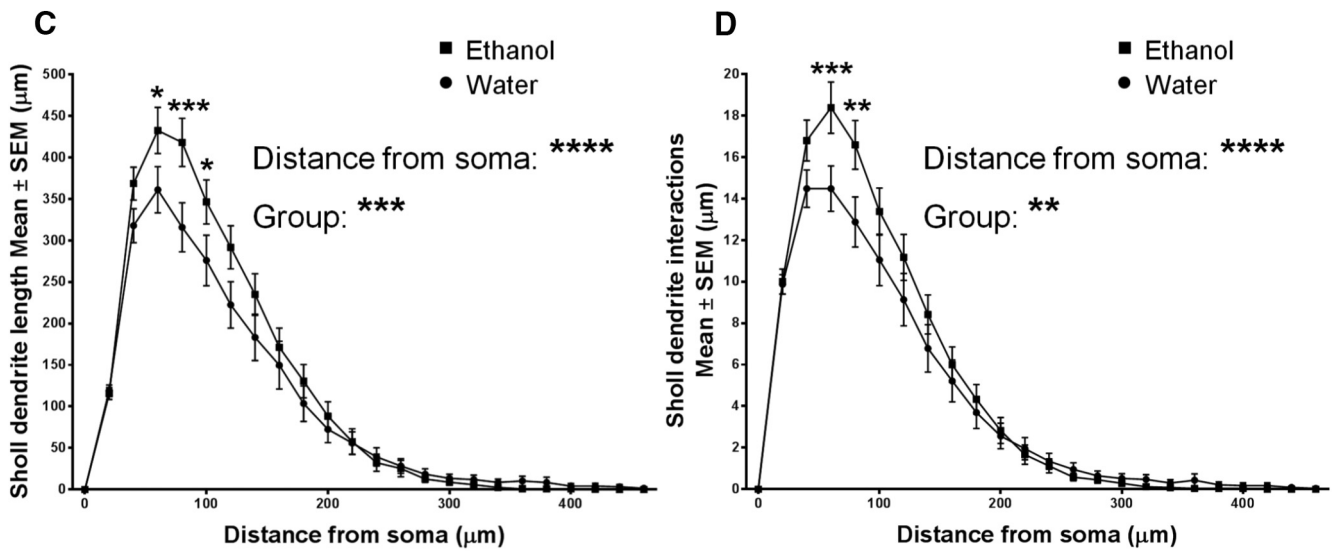 C
Ethanol
Water
Sholl dendrite length Mean ± SEM (μm)
500
450
400
350
300
250
200
150
100
50
0
*
***
*
Distance from soma: ****
Group: ***
0
100
200
300
400
Distance from soma (μm)
D
Ethanol
Water
Sholl dendrite interactions
Mean ± SEM (μm)
20
18
16
14
12
10
8
6
4
2
0
***
**
Distance from soma: ****
Group: **
0
100
200
300
400
Distance from soma (μm)